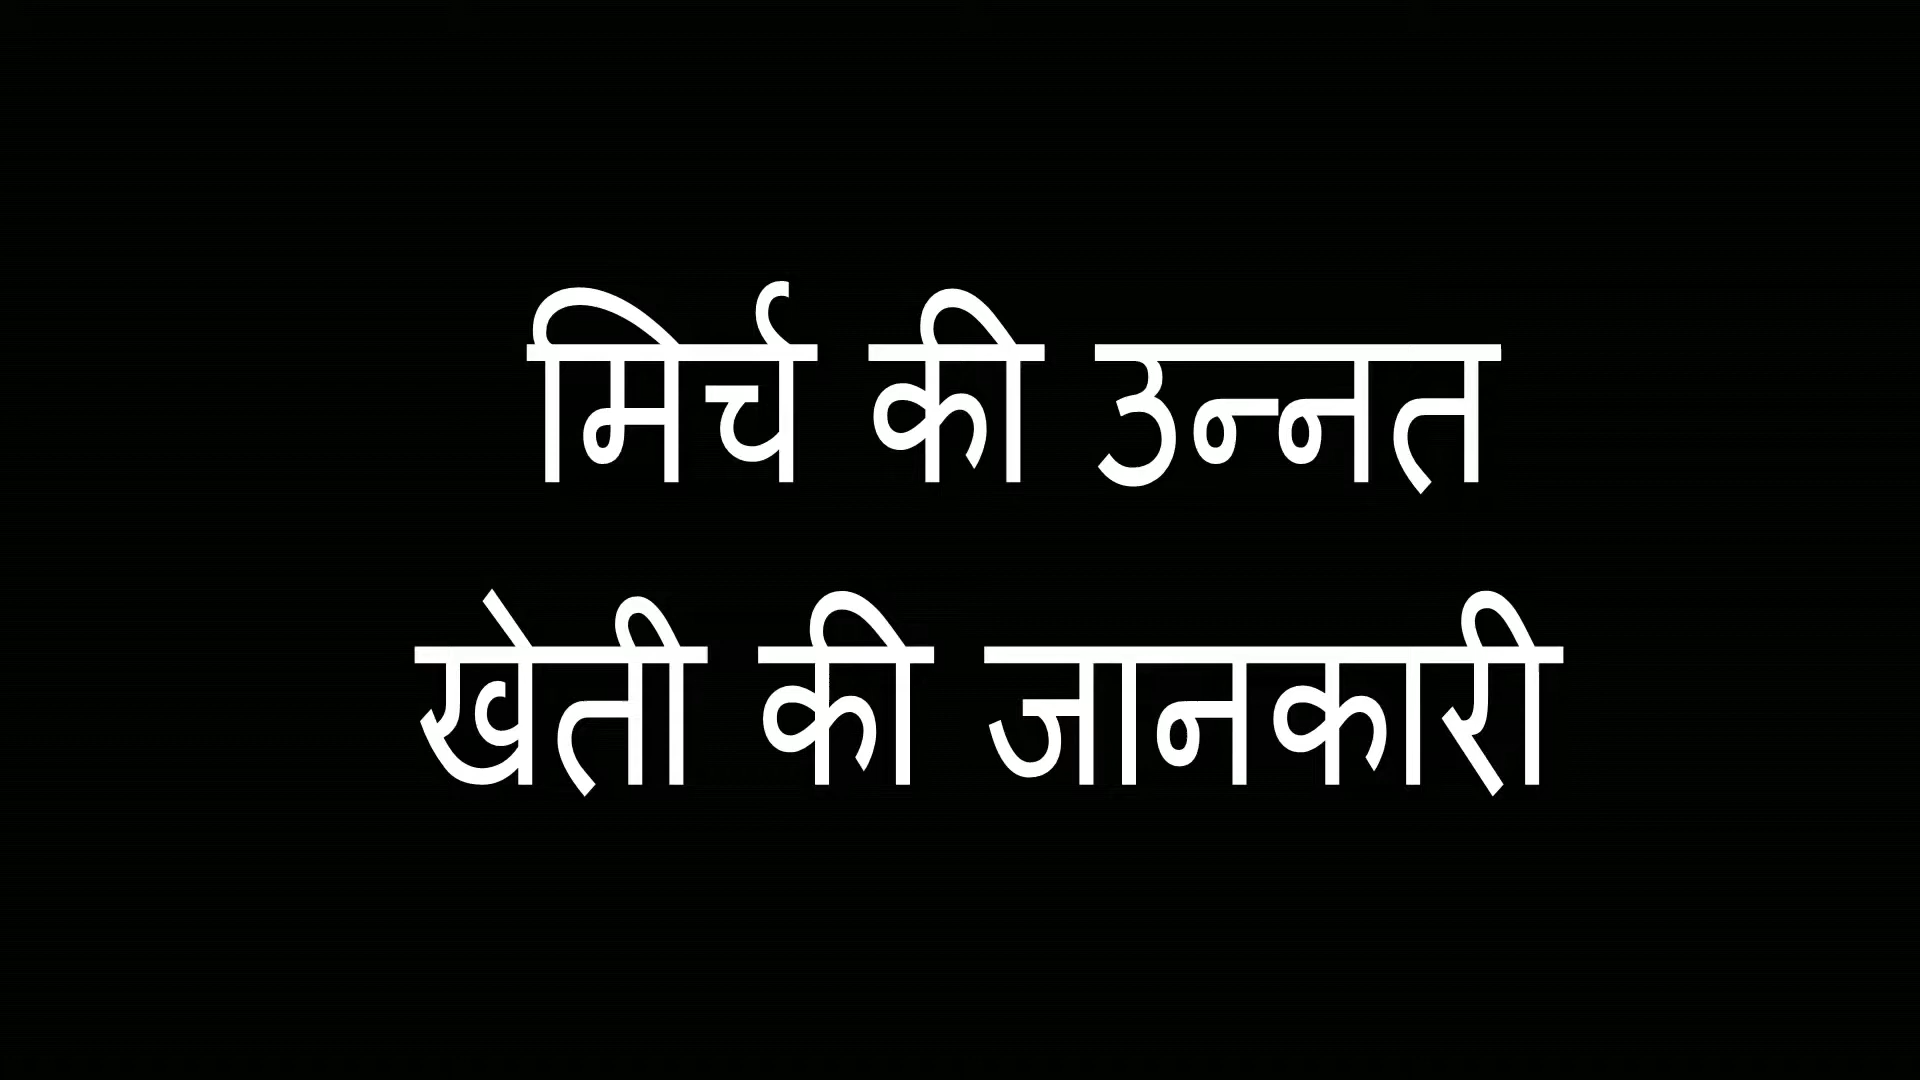 मिर्च की उन्नत
खेती की जानकारी